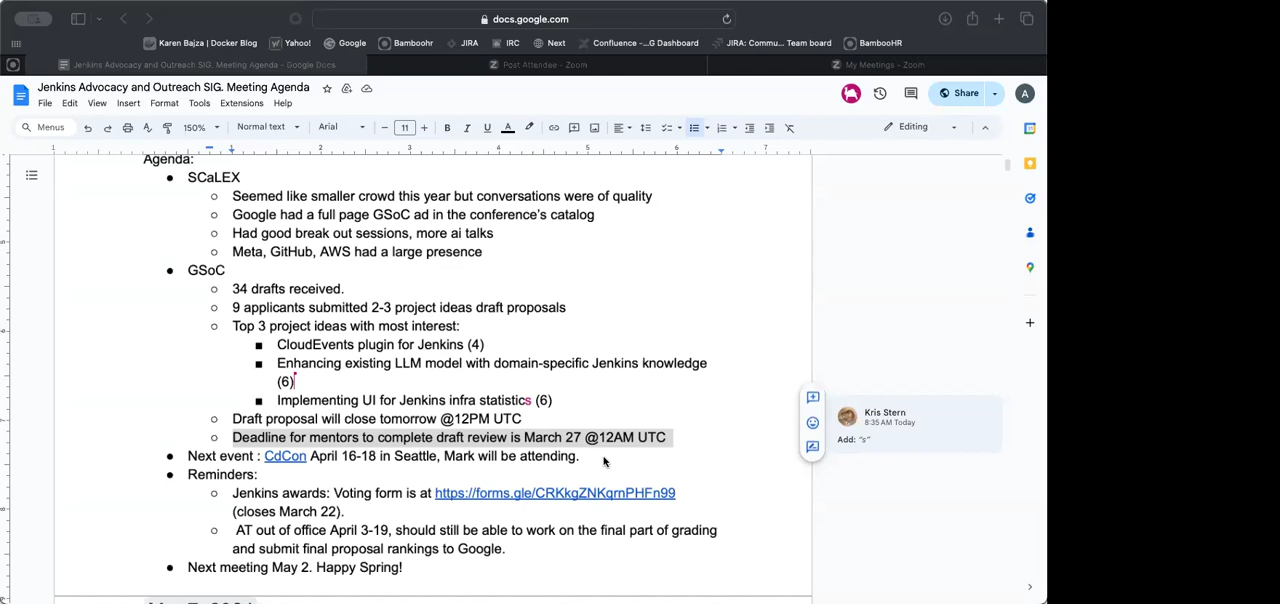 docs.google.com
Karen Bajza | Docker Blog
Yahoo!
Google
Bamboohr
JIRA
IRC
Next
Confluence ...G Dashboard
JIRA: Commu... Team board
BambooHR
Jenkins Advocacy and Outreach SIG. Meeting Agenda - Google Docs
Post Attendee - Zoom
My Meetings - Zoom
Jenkins Advocacy and Outreach SIG. Meeting Agenda
File Edit View Insert Format Tools Extensions Help
Share
A
Menus
150%
Normal text
Arial
11
B I U A
Editing
1 1 2 3 4 5 6 7
Agenda:
SCaLEX
Seemed like smaller crowd this year but conversations were of quality
Google had a full page GSoC ad in the conference's catalog
Had good break out sessions, more ai talks
Meta, GitHub, AWS had a large presence
GSoC
34 drafts received.
9 applicants submitted 2-3 project ideas draft proposals
Top 3 project ideas with most interest:
CloudEvents plugin for Jenkins (4)
Enhancing existing LLM model with domain-specific Jenkins knowledge
(6)
Implementing UI for Jenkins infra statistics (6)
Draft proposal will close tomorrow @12PM UTC
Deadline for mentors to complete draft review is March 27 @12AM UTC
Next event : CdCon April 16-18 in Seattle, Mark will be attending.
Reminders:
Jenkins awards: Voting form is at https://forms.gle/CRKkgZNKqrnPHFn99
(closes March 22).
AT out of office April 3-19, should still be able to work on the final part of grading
and submit final proposal rankings to Google.
Next meeting May 2. Happy Spring!
Kris Stern
8:35 AM Today
Add: "s"